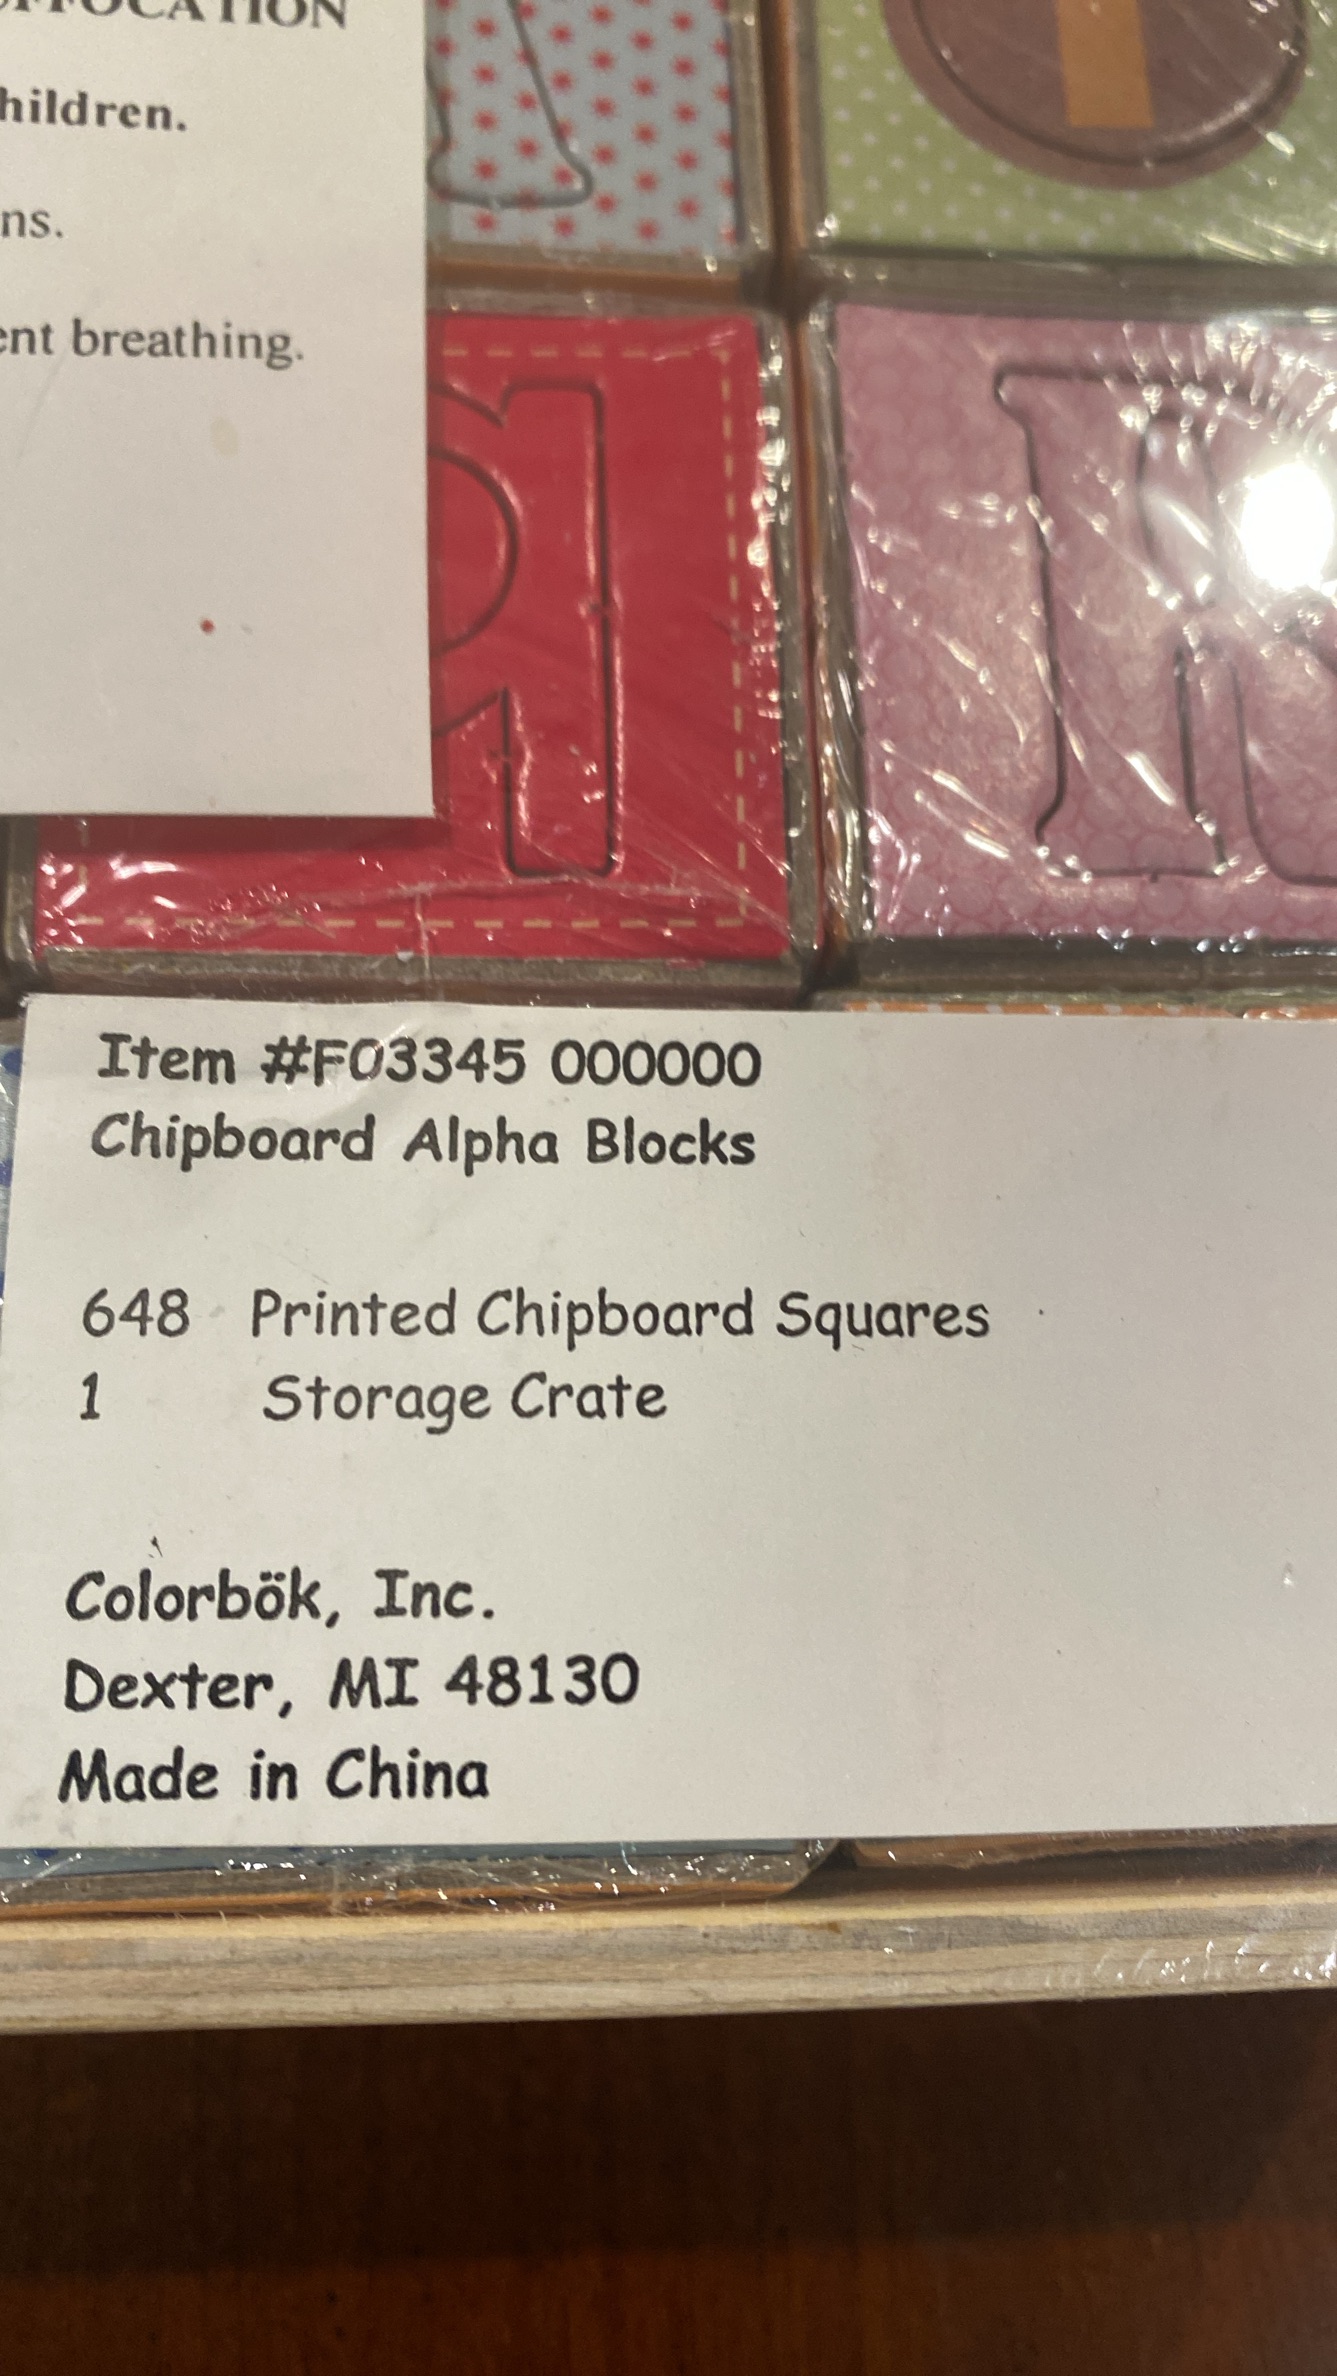 hildren.
ns.
ent breathing.
Item #F03345 000000
Chipboard Alpha Blocks
648 Printed Chipboard Squares
1 Storage Crate
Colorbök, Inc.
Dexter, MI 48130
Made in China